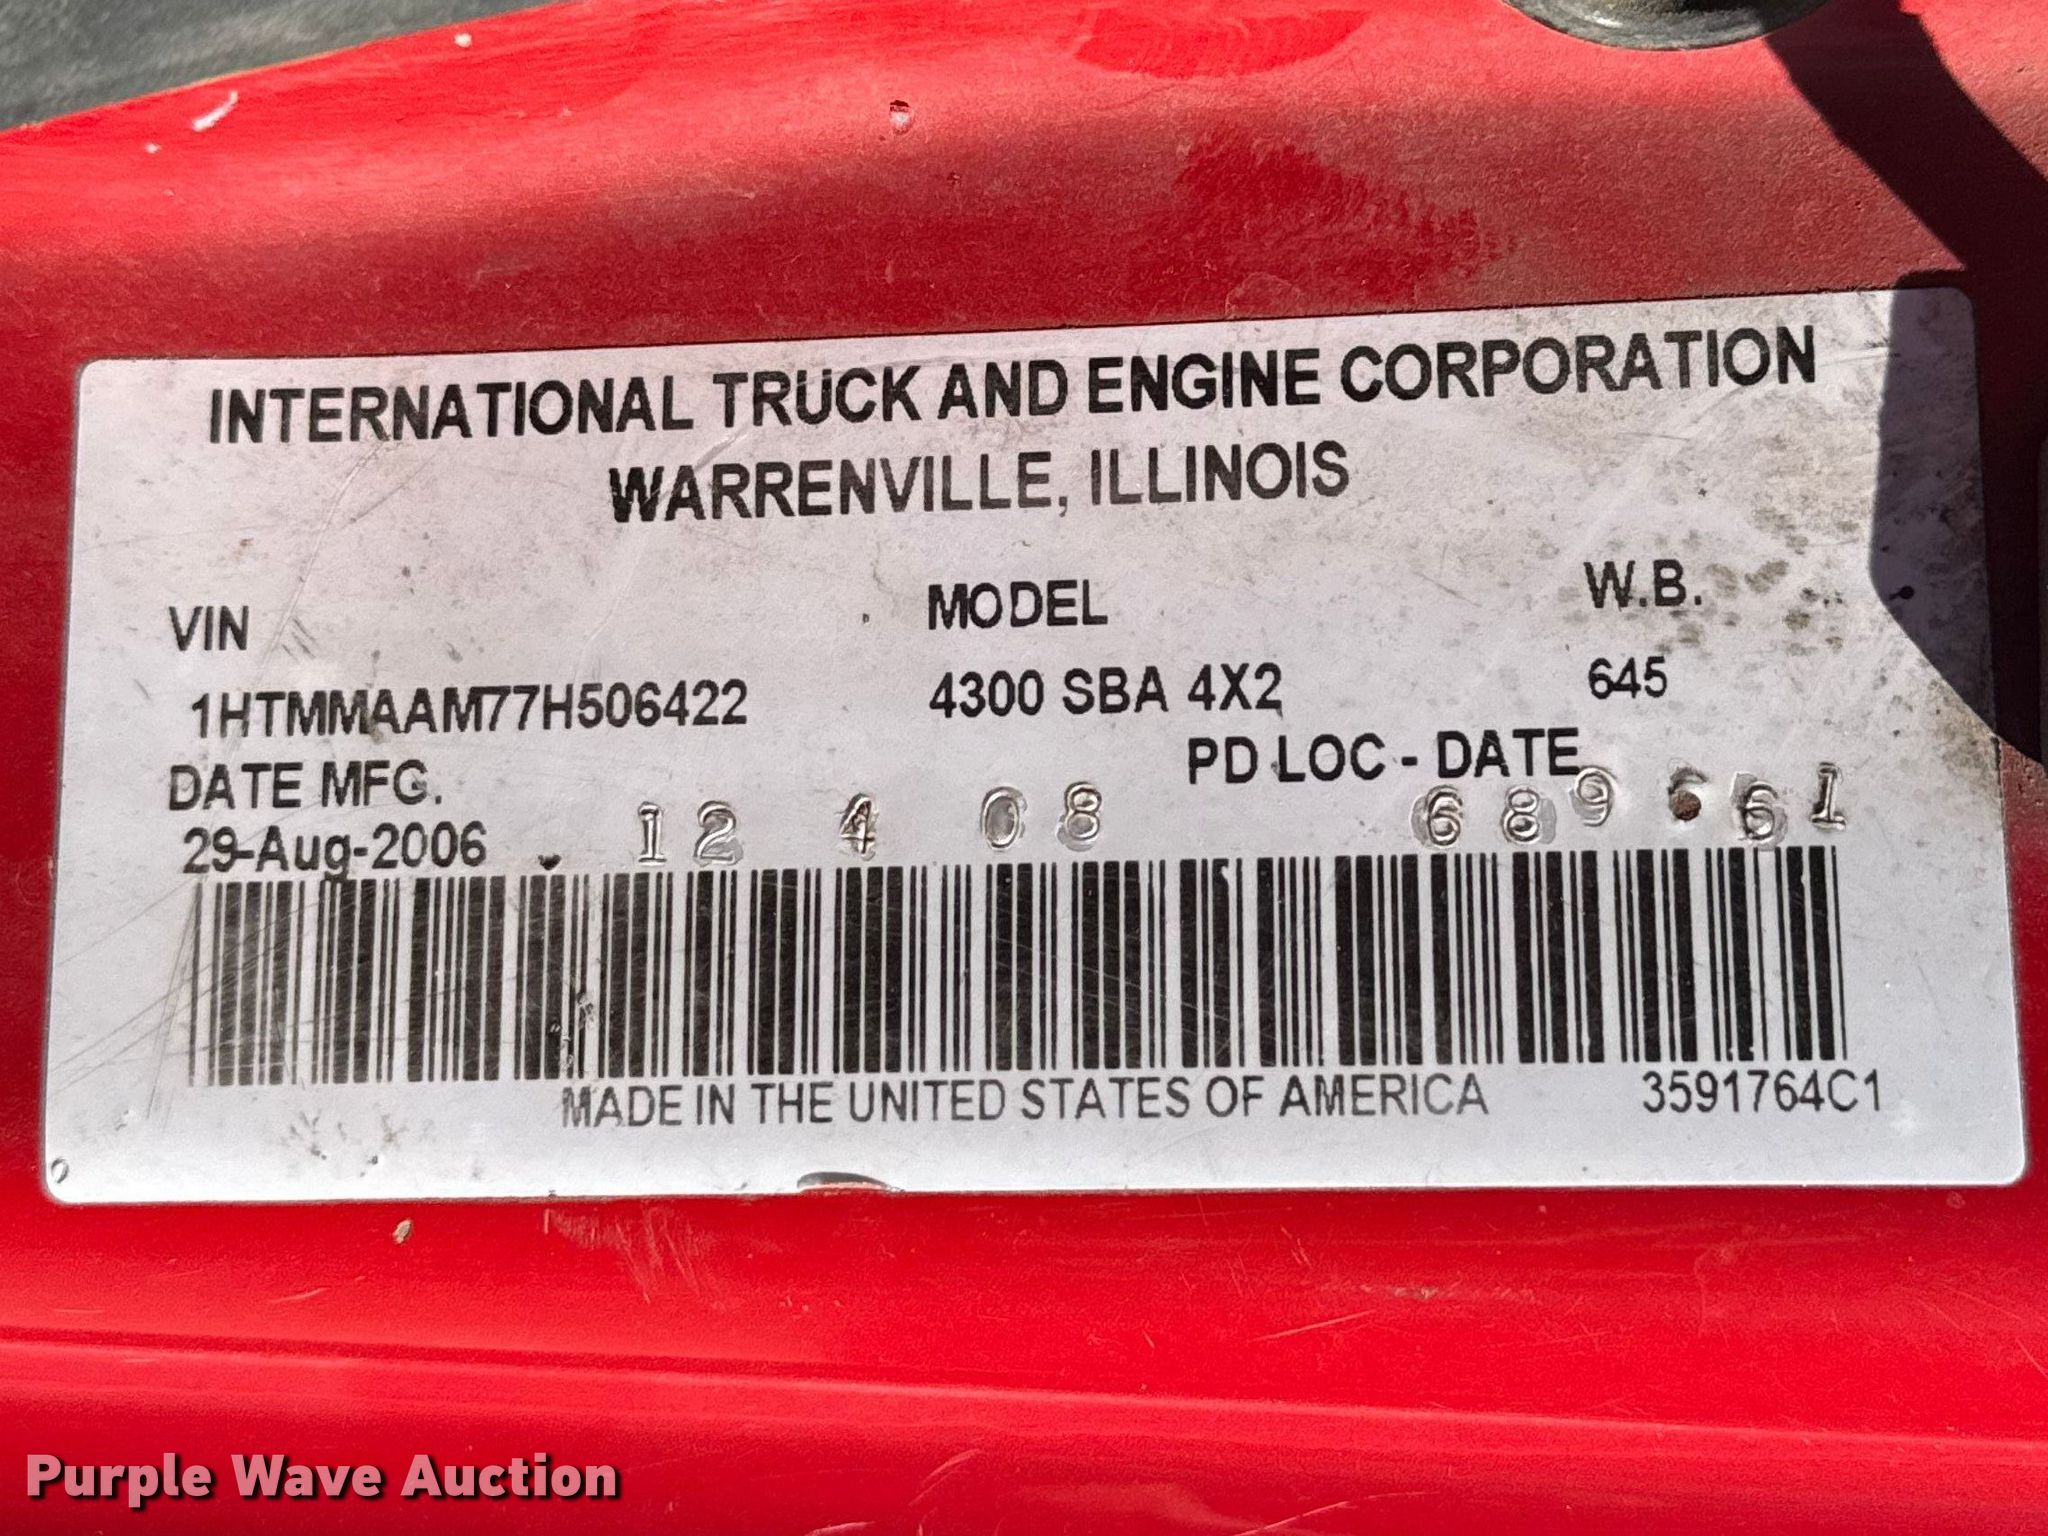 INTERNATIONAL TRUCK AND ENGINE CORPORATION
WARRENVILLE, ILLINOIS
VIN MODEL W.B.
1HTMMAAM77H506422 4300 SBA 4X2 645
DATE MFG. PD LOC - DATE
29-Aug-2006 12 4 08 689 61
MADE IN THE UNITED STATES OF AMERICA 3591764C1
Purple Wave Auction